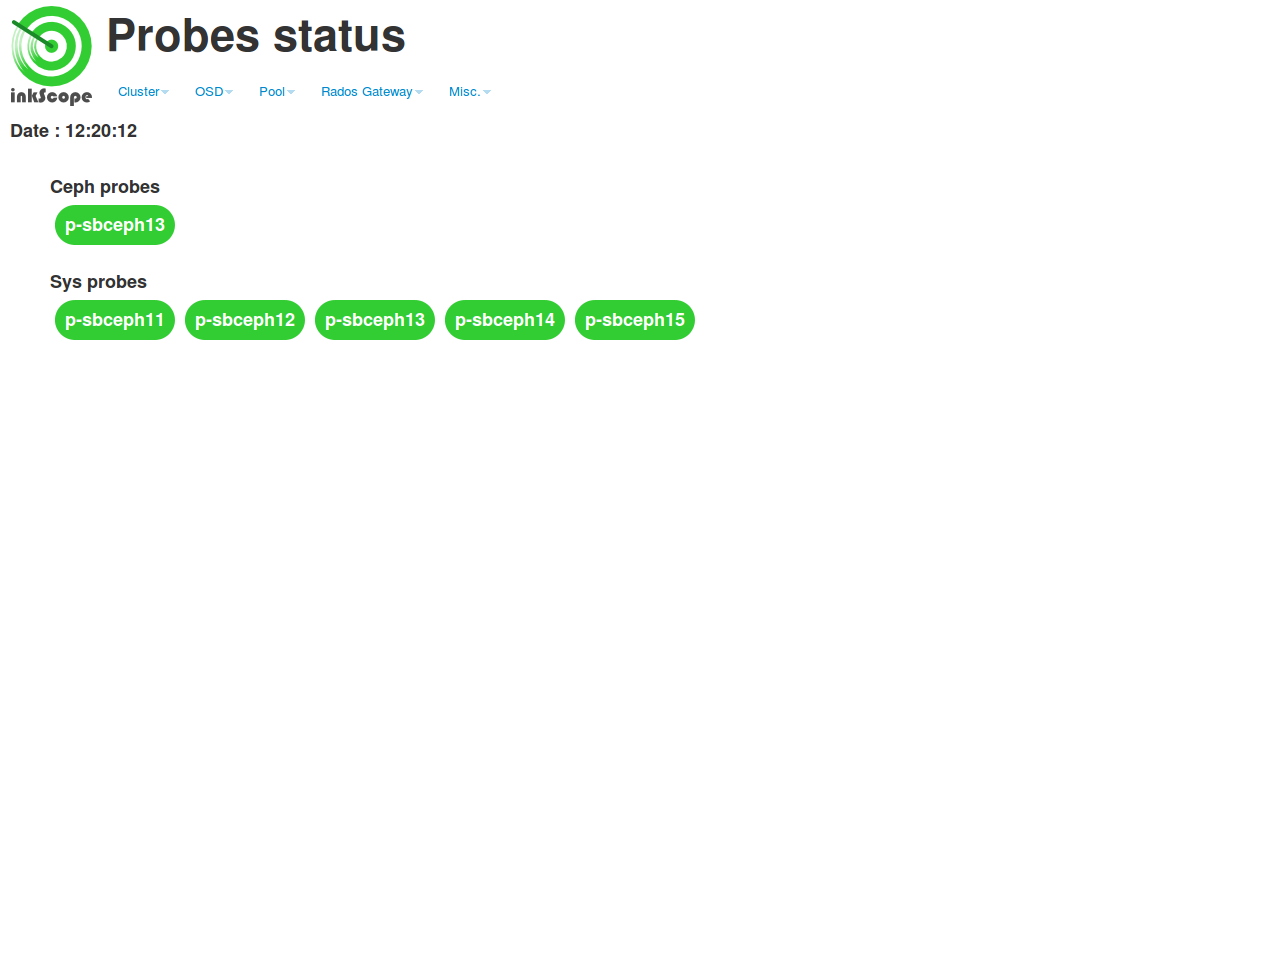 Probes status
inkScope
Cluster OSD Pool Rados Gateway Misc.
Date : 12:20:12
Ceph probes
p-sbceph13
Sys probes
p-sbceph11 p-sbceph12 p-sbceph13 p-sbceph14 p-sbceph15